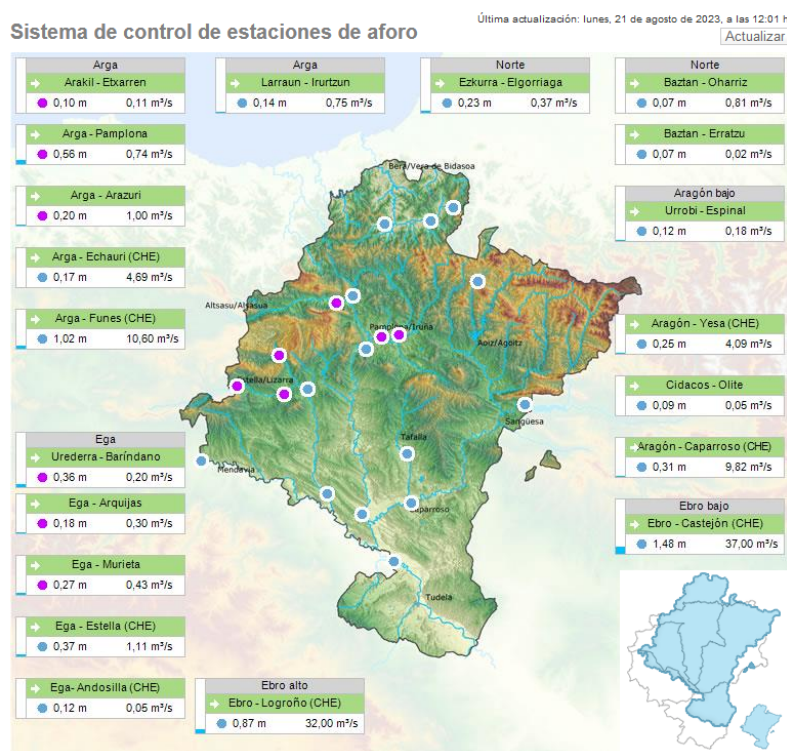 Última actualización: lunes, 21 de agosto de 2023, a las 12:01 h
Sistema de control de estaciones de aforo
Actualizar
Arga
Arakil - Etxarren
0,10 m 0,11 m³/s
Arga - Pamplona
0,56 m 0,74 m³/s
Arga - Arazuri
0,20 m 1,00 m³/s
Arga - Echauri (CHE)
0,17 m 4,69 m³/s
Arga - Funes (CHE)
1,02 m 10,60 m³/s
Ega
Urederra - Baríndano
0,36 m 0,20 m³/s
Ega - Arquijas
0,18 m 0,30 m³/s
Ega - Murieta
0,27 m 0,43 m³/s
Ega - Estella (CHE)
0,37 m 1,11 m³/s
Ega- Andosilla (CHE)
0,12 m 0,05 m³/s
Arga
Larraun - Irurtzun
0,14 m 0,75 m³/s
Norte
Ezkurra - Elgorriaga
0,23 m 0,37 m³/s
Bera/Vera de Bidasoa
Altsasu/Alsasua
Pamplona/Iruña
Aoiz/Agoitz
Estella/Lizarra
Sangüesa
Tafalla
Mendavia
Caparroso
Tudela
Ebro alto
Ebro - Logroño (CHE)
0,87 m 32,00 m³/s
Norte
Baztan - Oharriz
0,07 m 0,81 m³/s
Baztan - Erratzu
0,07 m 0,02 m³/s
Aragón bajo
Urrobi - Espinal
0,12 m 0,18 m³/s
Aragón - Yesa (CHE)
0,25 m 4,09 m³/s
Cidacos - Olite
0,09 m 0,05 m³/s
Aragón - Caparroso (CHE)
0,31 m 9,82 m³/s
Ebro bajo
Ebro - Castejón (CHE)
1,48 m 37,00 m³/s